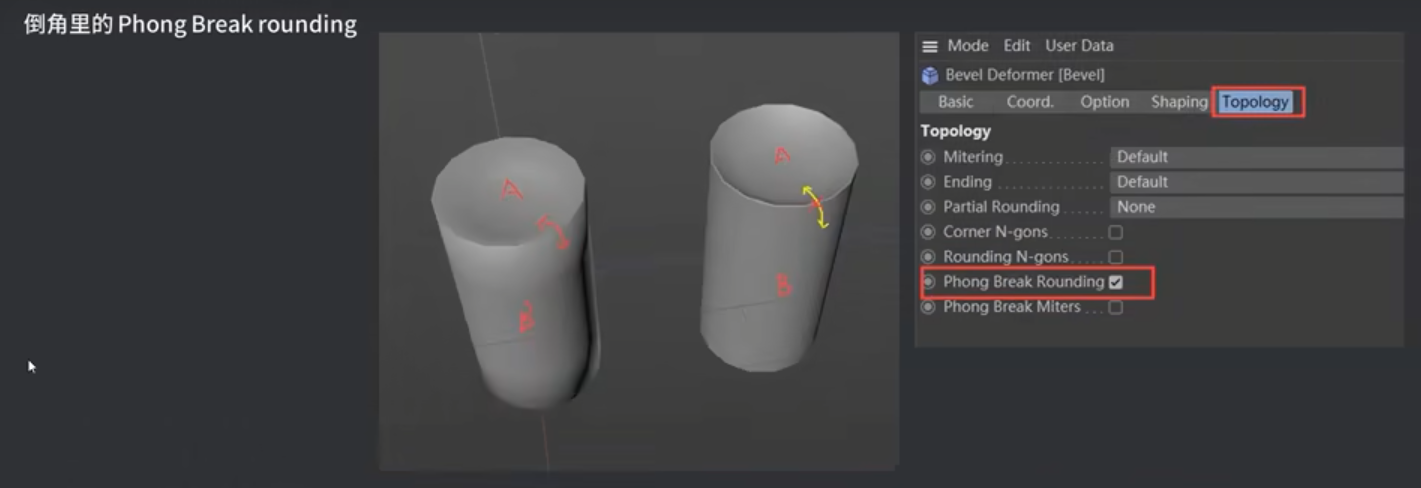 倒角里的 Phong Break rounding
A
B
A
B
Mode Edit User Data
Bevel Deformer [Bevel]
Basic Coord. Option Shaping Topology
Topology
Mitering Default
Ending Default
Partial Rounding None
Corner N-gons
Rounding N-gons
Phong Break Rounding
Phong Break Miters